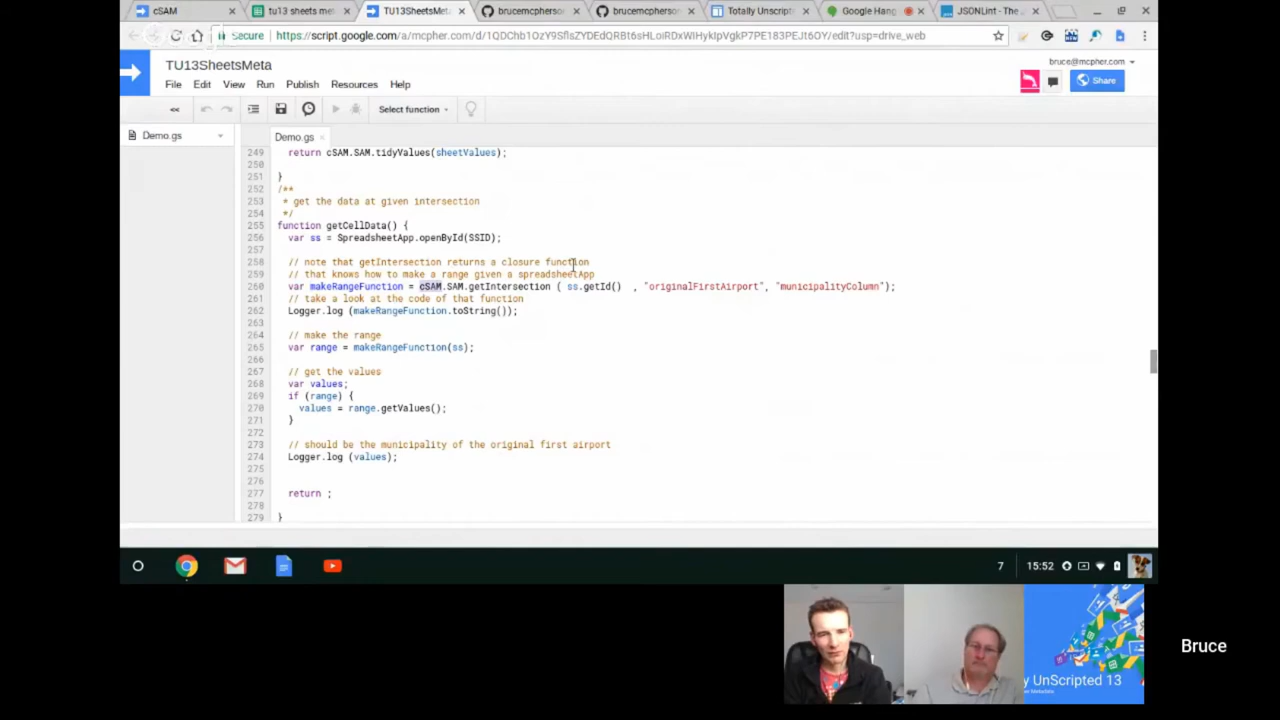 cSAM
tu13 sheets met
TU13SheetsMeta
brucemcpherson
brucemcpherson
Totally Unscript
Google Hang
JSONLint - The
Secure
https://script.google.com/a/mcpher.com/d/1QDChb1OzY9SflsZYDEdQRBt6sHLoiRDxWIHykIpVgkP7PE183PEJt6OY/edit?usp=drive_web
TU13SheetsMeta
bruce@mcpher.com
File Edit View Run Publish Resources Help
Share
Select function
Demo.gs
Demo.gs
249 return cSAM.SAM.tidyValues(sheetValues);
250
251 }
252 /**
253 * get the data at given intersection
254 */
255 function getCellData() {
256 var ss = SpreadsheetApp.openById(SSID);
257
258 // note that getIntersection returns a closure function
259 // that knows how to make a range given a spreadsheetApp
260 var makeRangeFunction = cSAM.SAM.getIntersection ( ss.getId() , "originalFirstAirport", "municipalityColumn");
261 // take a look at the code of that function
262 Logger.log (makeRangeFunction.toString());
263
264 // make the range
265 var range = makeRangeFunction(ss);
266
267 // get the values
268 var values;
269 if (range) {
270 values = range.getValues();
271 }
272
273 // should be the municipality of the original first airport
274 Logger.log (values);
275
276
277 return ;
278
279 }
7
15:52
y UnScripted 13
Bruce